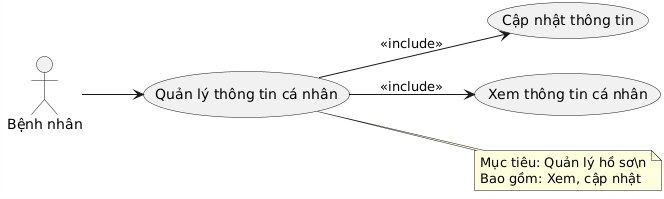 Cập nhật thông tin
«include»
Quản lý thông tin cá nhân
«include»
Xem thông tin cá nhân
Bệnh nhân
Mục tiêu: Quản lý hồ sơ\n
Bao gồm: Xem, cập nhật